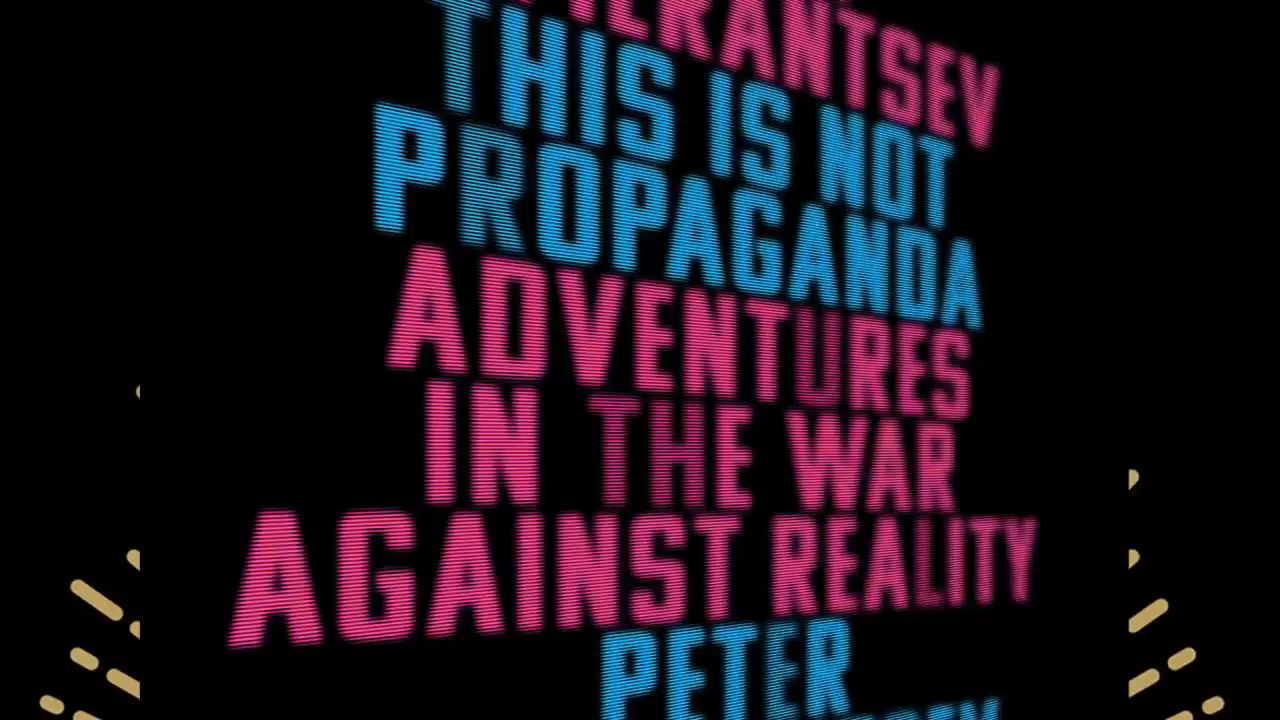 THIS IS NOT
PROPAGANDA
ADVENTURES
IN THE WAR
AGAINST REALITY
PETER